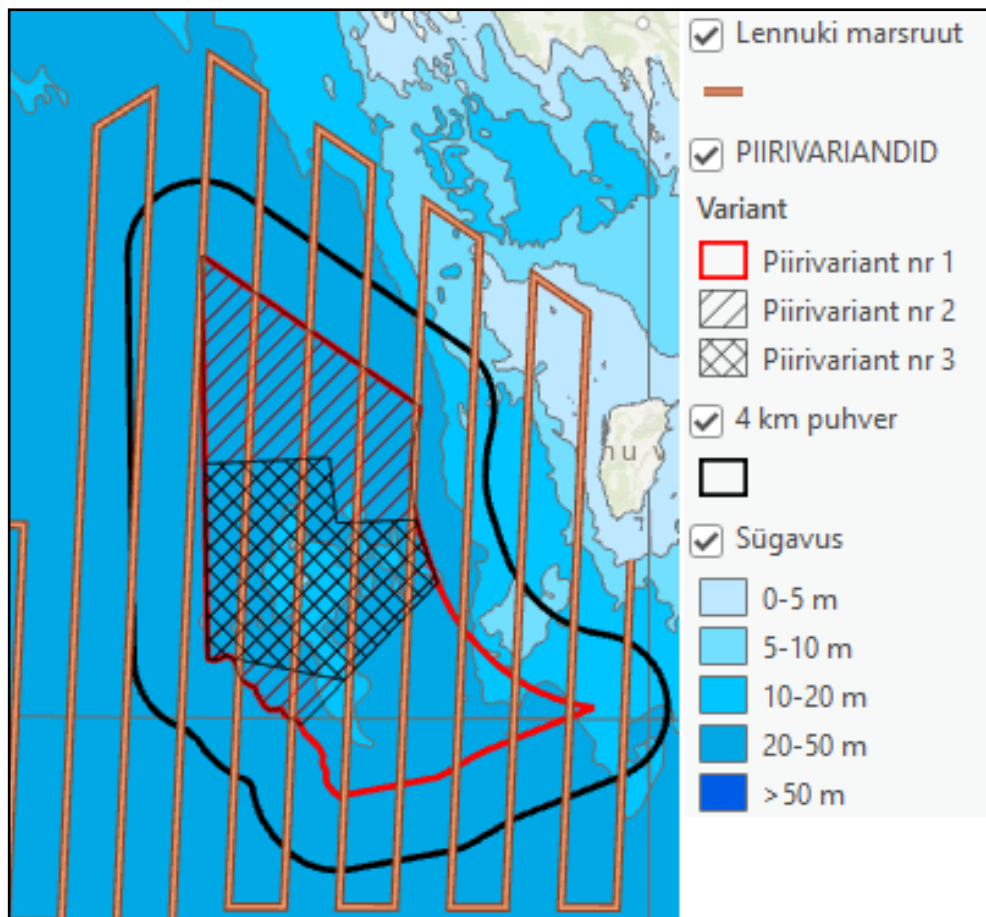 Lennuki marsruut
PIIRIVARIANDID
Variant
Piirivariant nr 1
Piirivariant nr 2
Piirivariant nr 3
4 km puhver
Sügavus
0-5 m
5-10 m
10-20 m
20-50 m
>50 m